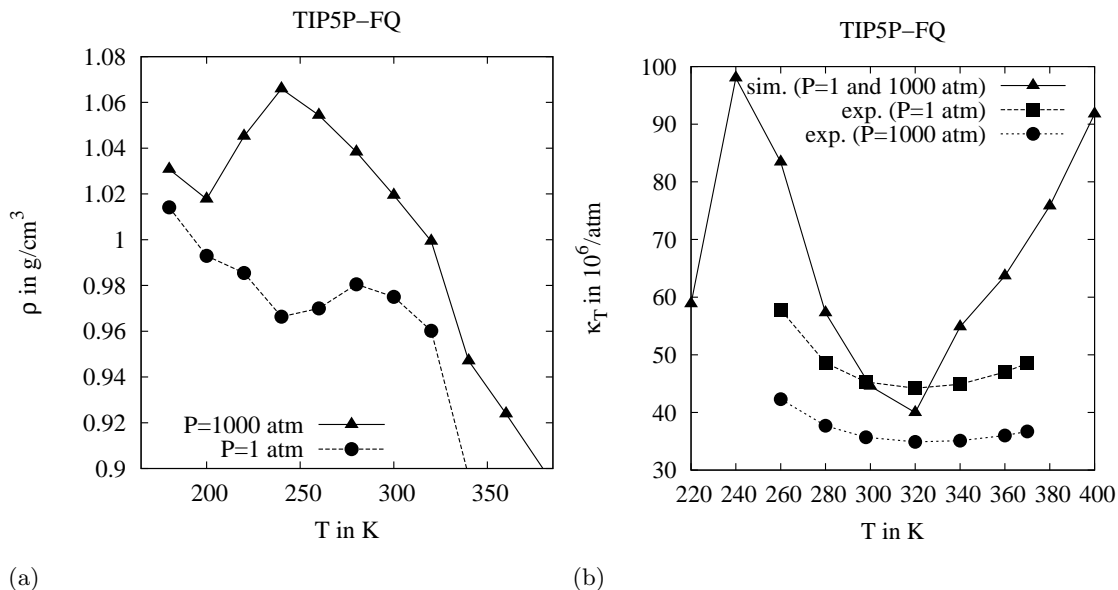 TIP5P−FQ
1.08
1.06
1.04
1.02
1
0.98
0.96
0.94
0.92
0.9
ρ in g/cm³
P=1000 atm
P=1 atm
200 250 300 350
T in K
(a)
TIP5P−FQ
100
90
80
70
60
50
40
30
κ_T in 10⁶/atm
sim. (P=1 and 1000 atm)
exp. (P=1 atm)
exp. (P=1000 atm)
220 240 260 280 300 320 340 360 380 400
T in K
(b)